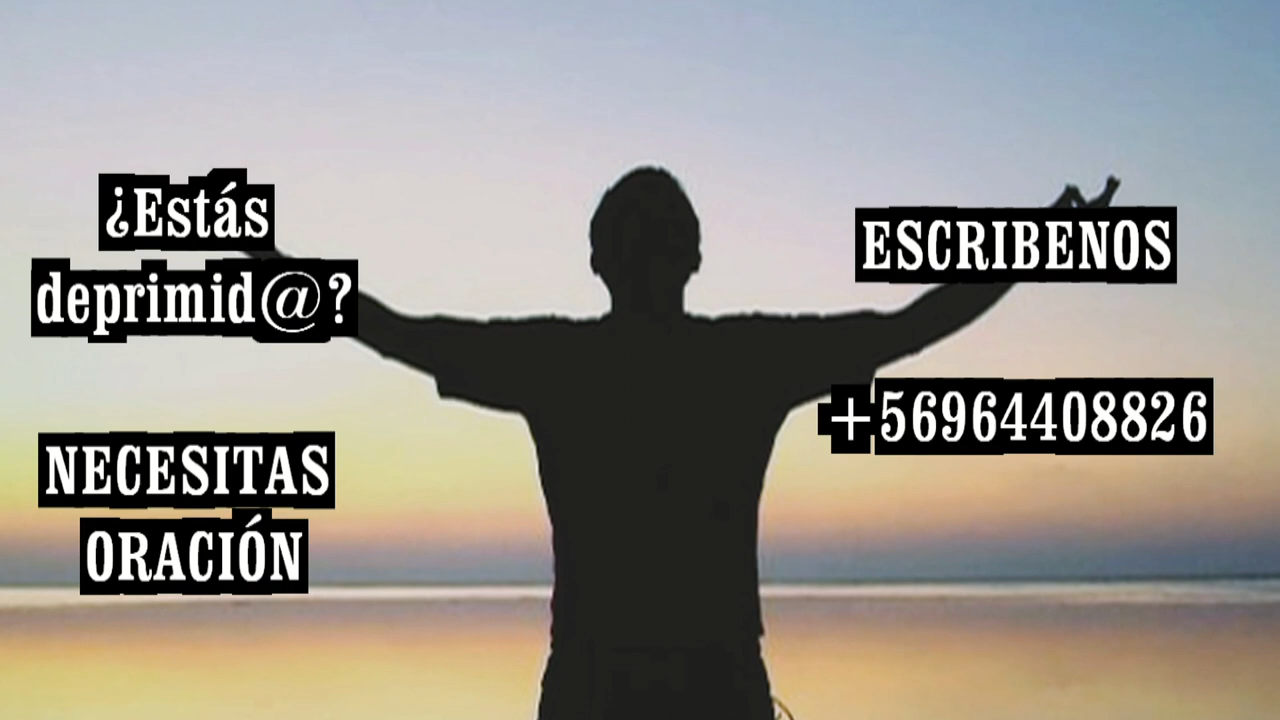 ¿Estás
deprimid@?
NECESITAS
ORACIÓN
ESCRIBENOS
+56964408826